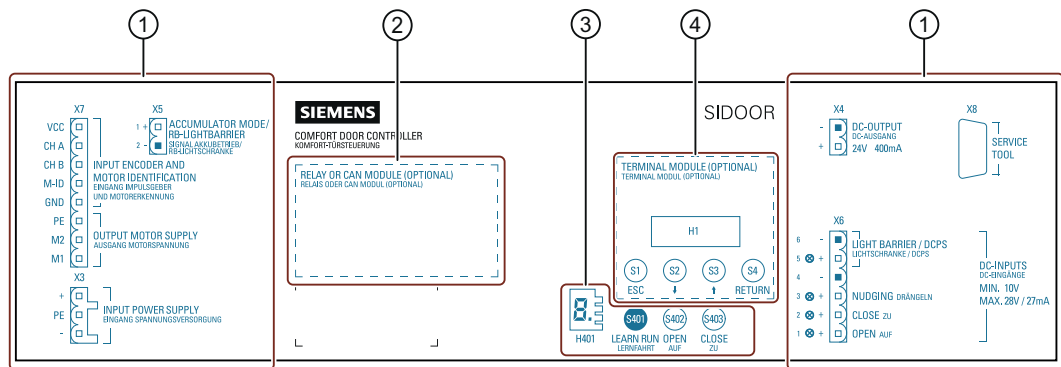 1
2
3
4
1
X7
VCC
CH A
CH B
M-ID
GND
PE
M2
M1
INPUT ENCODER AND
MOTOR IDENTIFICATION
EINGANG IMPULSGEBER
UND MOTORERKENNUNG
OUTPUT MOTOR SUPPLY
AUSGANG MOTORSPANNUNG
X5
1 +
2 -
ACCUMULATOR MODE/
RB-LIGHTBARRIER
SIGNAL AKKUBETRIEB/
RB-LICHTSCHRANKE
X3
+
PE
-
INPUT POWER SUPPLY
EINGANG SPANNUNGSVERSORGUNG
SIEMENS
COMFORT DOOR CONTROLLER
KOMFORT-TÜRSTEUERUNG
RELAY OR CAN MODULE (OPTIONAL)
RELAIS ODER CAN MODUL (OPTIONAL)
SIDOOR
TERMINAL MODULE (OPTIONAL)
TERMINAL MODUL (OPTIONAL)
H1
S1
S2
S3
S4
ESC
↓
↑
RETURN
8.
H401
S401
S402
S403
LEARN RUN
LERNFAHRT
OPEN
AUF
CLOSE
ZU
X4
-
+
DC-OUTPUT
DC-AUSGANG
24V 400mA
X8
SERVICE
TOOL
X6
6 -
5 +
4 -
3 +
2 +
1 +
LIGHT BARRIER / DCPS
LICHTSCHRANKE / DCPS
NUDGING DRÄNGELN
CLOSE ZU
OPEN AUF
DC-INPUTS
DC-EINGÄNGE
MIN. 10V
MAX. 28V / 27mA